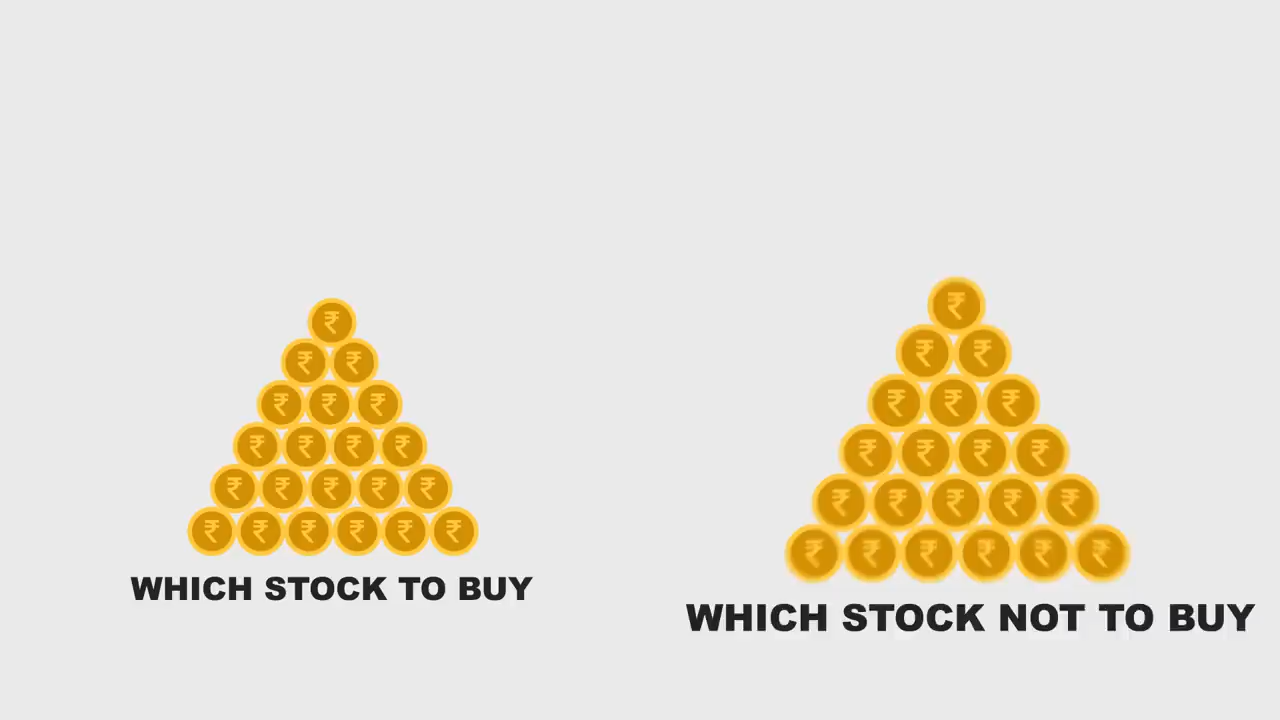 ₹
₹ ₹
₹ ₹ ₹
₹ ₹ ₹ ₹
₹ ₹ ₹ ₹ ₹
₹ ₹ ₹ ₹ ₹ ₹
WHICH STOCK TO BUY
₹
₹ ₹
₹ ₹ ₹
₹ ₹ ₹ ₹
₹ ₹ ₹ ₹ ₹
₹ ₹ ₹ ₹ ₹ ₹
WHICH STOCK NOT TO BUY